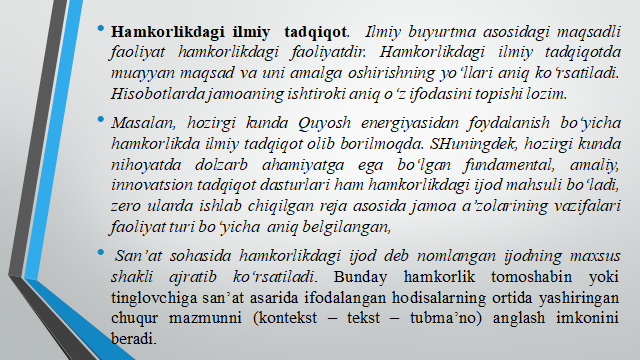 • Hamkorlikdagi ilmiy tadqiqot. Ilmiy buyurtma asosidagi maqsadli
faoliyat hamkorlikdagi faoliyatdir. Hamkorlikdagi ilmiy tadqiqotda
muayyan maqsad va uni amalga oshirishning yo‘llari aniq ko‘rsatiladi.
Hisobotlarda jamoaning ishtiroki aniq o‘z ifodasini topishi lozim.
• Masalan, hozirgi kunda Quyosh energiyasidan foydalanish bo‘yicha
hamkorlikda ilmiy tadqiqot olib borilmoqda. SHuningdek, hozirgi kunda
nihoyatda dolzarb ahamiyatga ega bo‘lgan fundamental, amaliy,
innovatsion tadqiqot dasturlari ham hamkorlikdagi ijod mahsuli bo‘ladi,
zero ularda ishlab chiqilgan reja asosida jamoa a’zolarining vazifalari
faoliyat turi bo‘yicha aniq belgilangan,
• San’at sohasida hamkorlikdagi ijod deb nomlangan ijodning maxsus
shakli ajratib ko‘rsatiladi. Bunday hamkorlik tomoshabin yoki
tinglovchiga san’at asarida ifodalangan hodisalarning ortida yashiringan
chuqur mazmunni (kontekst – tekst – tubma’no) anglash imkonini
beradi.